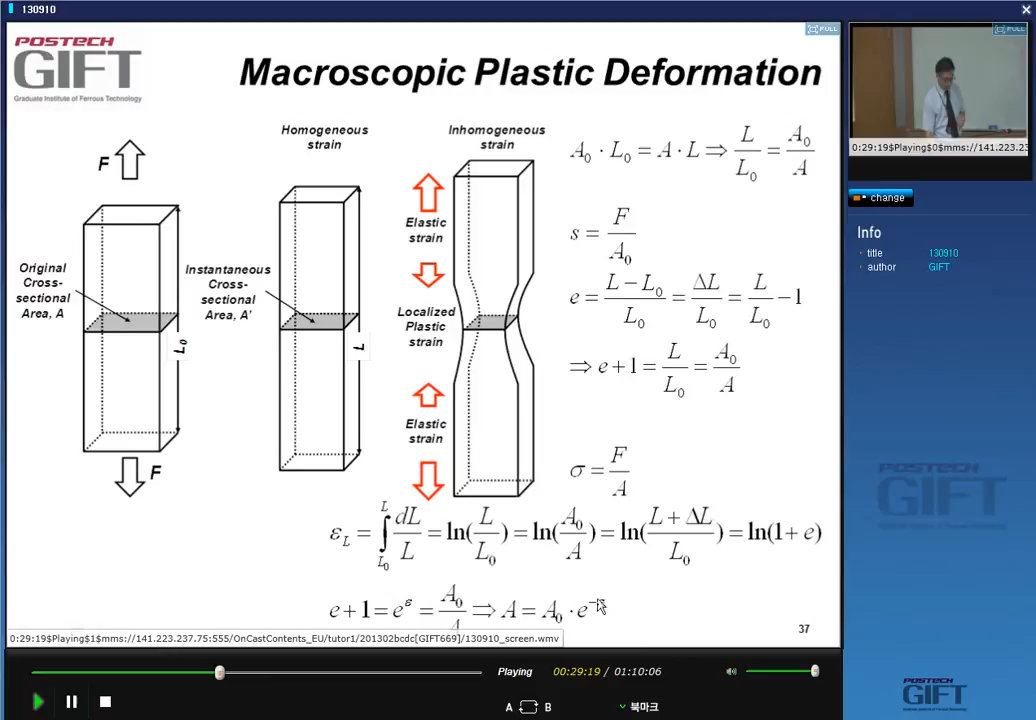 130910
POSTECH
GIFT
Graduate Institute of Ferrous Technology
Macroscopic Plastic Deformation
FULL
F
Original
Cross-
sectional
Area, A
L₀
F
Homogeneous
strain
Instantaneous
Cross-
sectional
Area, A'
L
Inhomogeneous
strain
Elastic
strain
Localized
Plastic
strain
Elastic
strain
A₀ · L₀ = A · L ⇒ L/L₀ = A₀/A
s = F/A₀
e = (L − L₀)/L₀ = ΔL/L₀ = L/L₀ − 1
⇒ e + 1 = L/L₀ = A₀/A
σ = F/A
ε_L = ∫_{L₀}^{L} dL/L = ln(L/L₀) = ln(A₀/A) = ln((L + ΔL)/L₀) = ln(1 + e)
e + 1 = e^ε = A₀/A ⇒ A = A₀ · e^−
37
0:29:19$Playing$1$mms://141.223.237.75:555/OnCastContents_EU/tutor1/201302bcdc[GIFT669]/130910_screen.wmv
FULL
0:29:19$Playing$0$mms://141.223.
change
Info
title 130910
author GIFT
POSTECH
GIFT
Playing 00:29:19 / 01:10:06
A B 북마크
POSTECH
GIFT